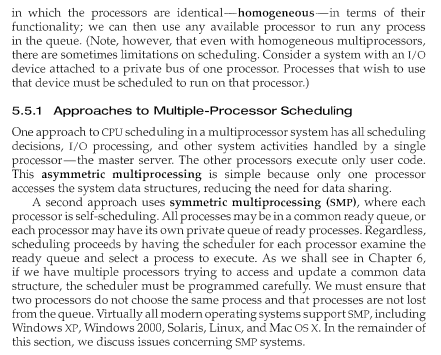 in which the processors are identical—homogeneous—in terms of their
functionality; we can then use any available processor to run any process
in the queue. (Note, however, that even with homogeneous multiprocessors,
there are sometimes limitations on scheduling. Consider a system with an I/O
device attached to a private bus of one processor. Processes that wish to use
that device must be scheduled to run on that processor.)
5.5.1 Approaches to Multiple-Processor Scheduling
One approach to CPU scheduling in a multiprocessor system has all scheduling
decisions, I/O processing, and other system activities handled by a single
processor—the master server. The other processors execute only user code.
This asymmetric multiprocessing is simple because only one processor
accesses the system data structures, reducing the need for data sharing.
A second approach uses symmetric multiprocessing (SMP), where each
processor is self-scheduling. All processes may be in a common ready queue, or
each processor may have its own private queue of ready processes. Regardless,
scheduling proceeds by having the scheduler for each processor examine the
ready queue and select a process to execute. As we shall see in Chapter 6,
if we have multiple processors trying to access and update a common data
structure, the scheduler must be programmed carefully. We must ensure that
two processors do not choose the same process and that processes are not lost
from the queue. Virtually all modern operating systems support SMP, including
Windows XP, Windows 2000, Solaris, Linux, and Mac OS X. In the remainder of
this section, we discuss issues concerning SMP systems.